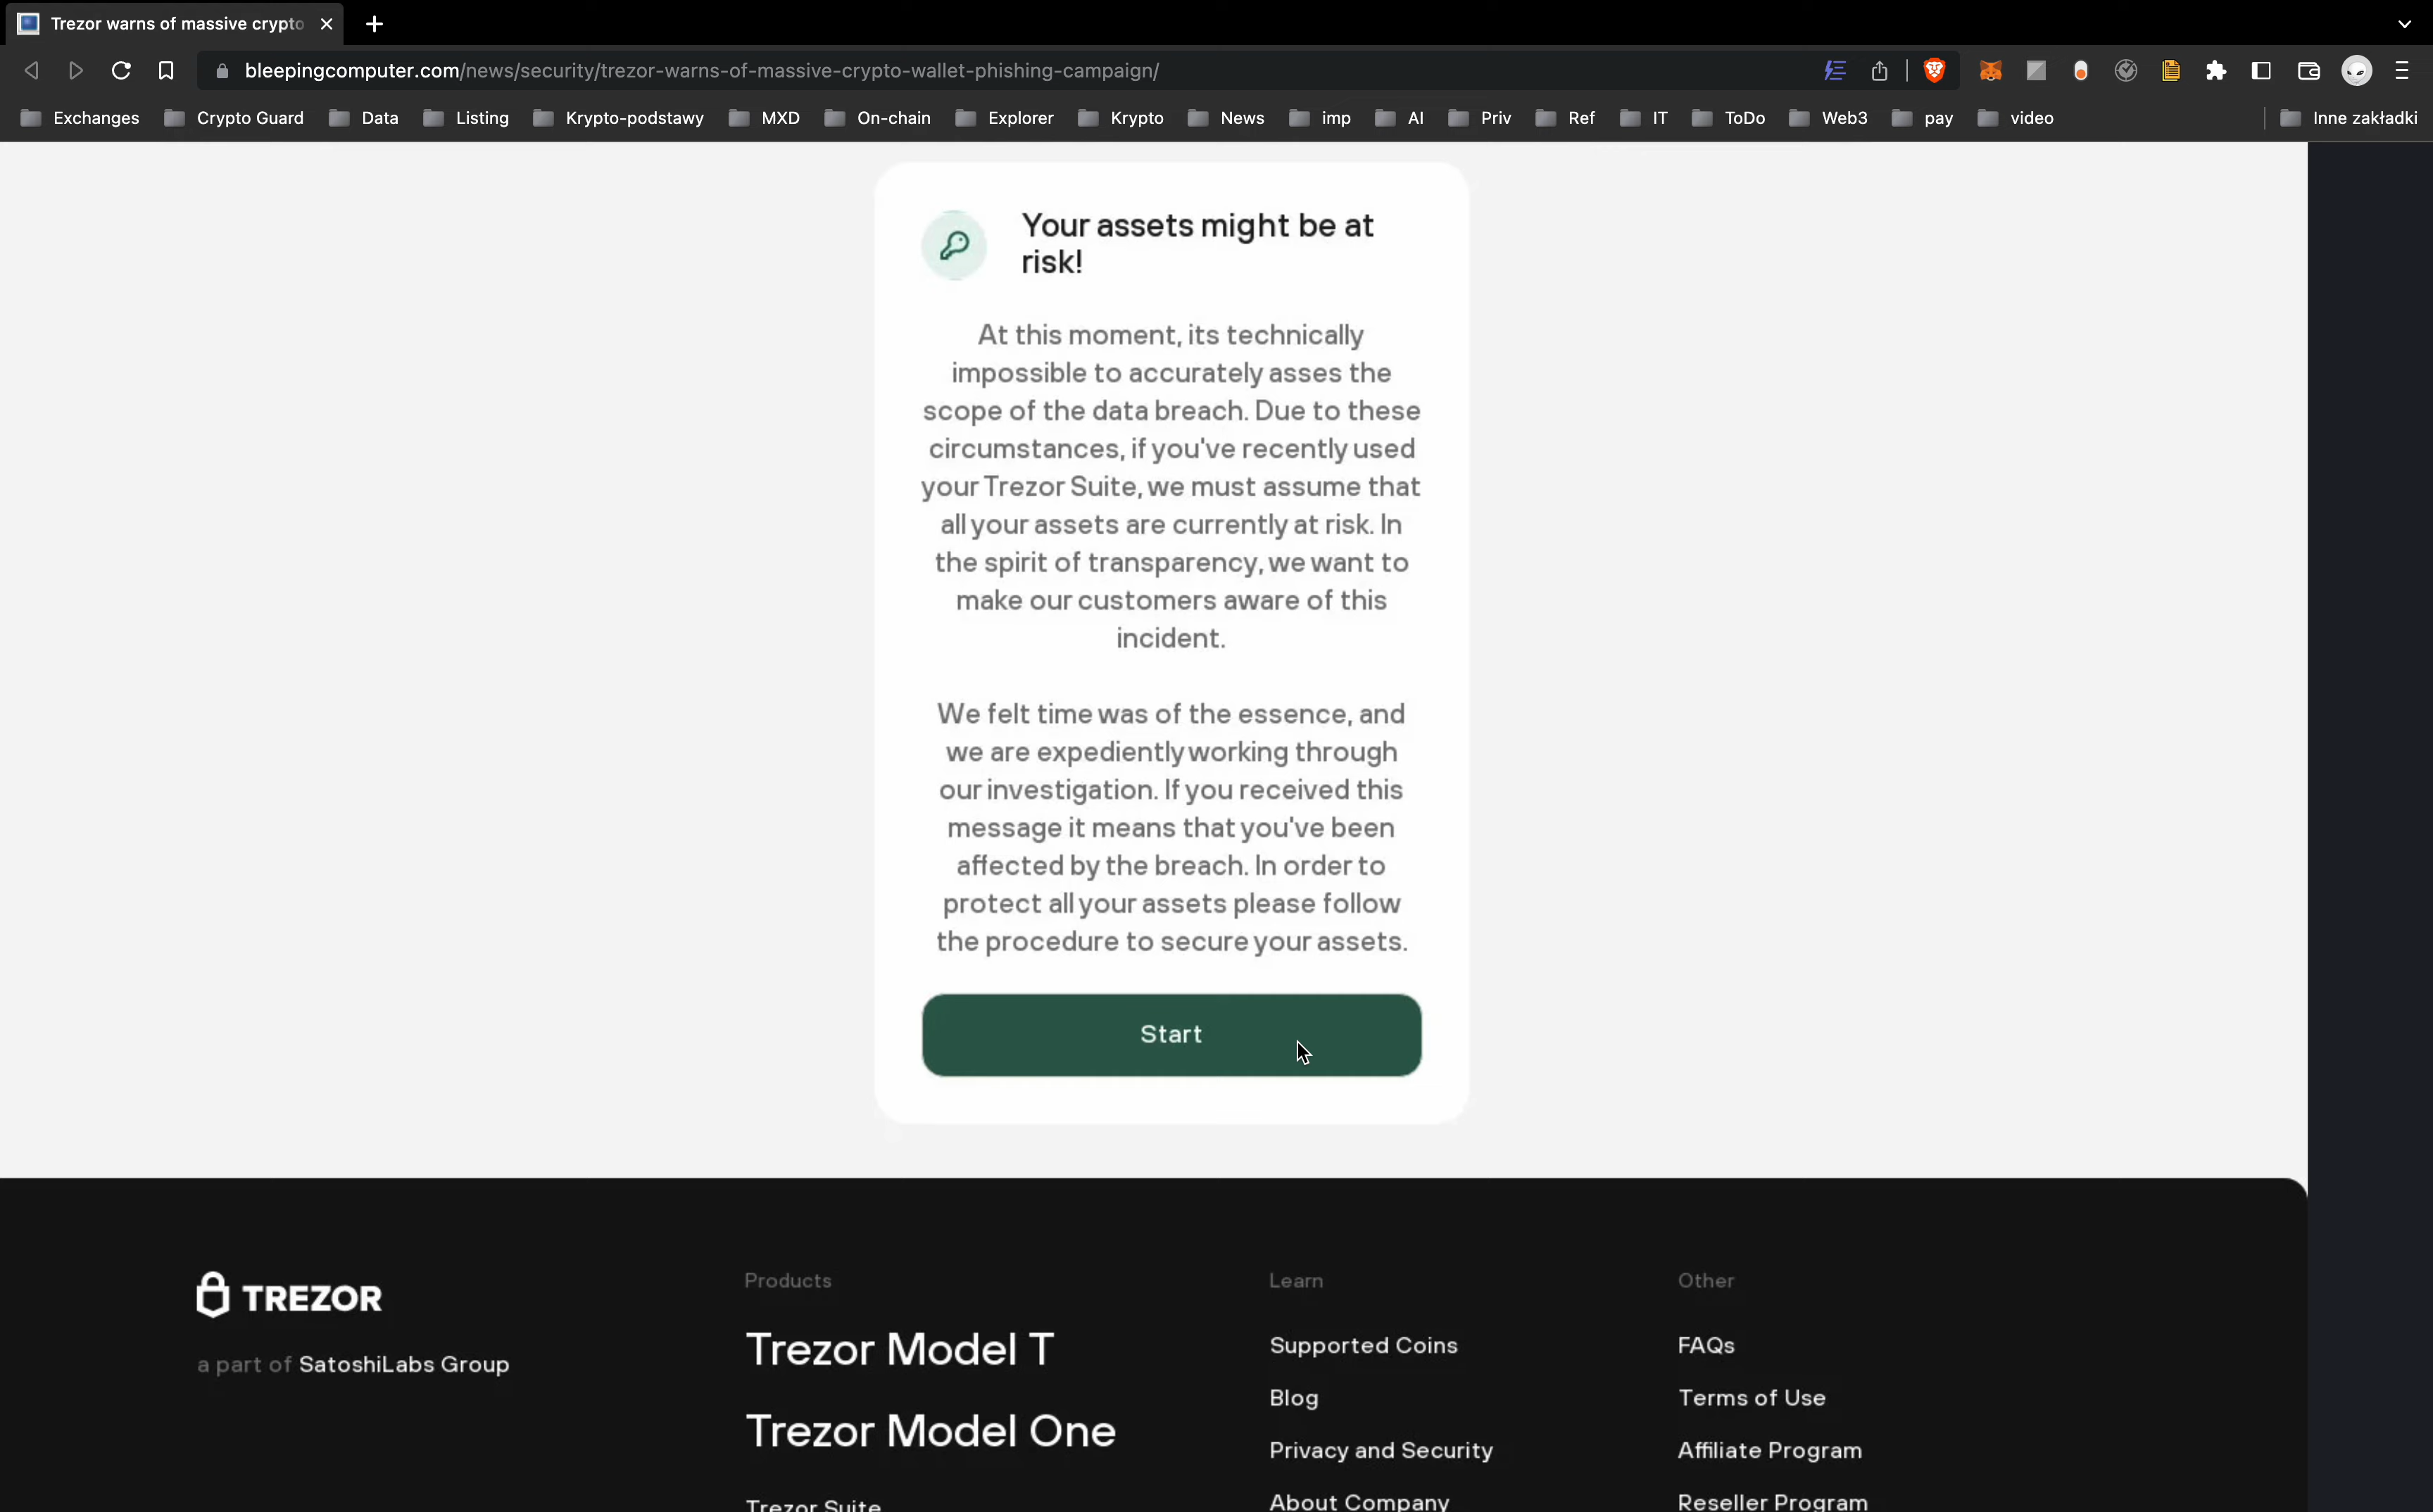 Trezor warns of massive crypto
bleepingcomputer.com/news/security/trezor-warns-of-massive-crypto-wallet-phishing-campaign/
Exchanges Crypto Guard Data Listing Krypto-podstawy MXD On-chain Explorer Krypto News imp AI Priv Ref IT ToDo Web3 pay video Inne zakładki
Your assets might be at
risk!
At this moment, its technically
impossible to accurately asses the
scope of the data breach. Due to these
circumstances, if you've recently used
your Trezor Suite, we must assume that
all your assets are currently at risk. In
the spirit of transparency, we want to
make our customers aware of this
incident.
We felt time was of the essence, and
we are expediently working through
our investigation. If you received this
message it means that you've been
affected by the breach. In order to
protect all your assets please follow
the procedure to secure your assets.
Start
TREZOR
a part of SatoshiLabs Group
Products
Trezor Model T
Trezor Model One
Trezor Suite
Learn
Supported Coins
Blog
Privacy and Security
About Company
Other
FAQs
Terms of Use
Affiliate Program
Reseller Program